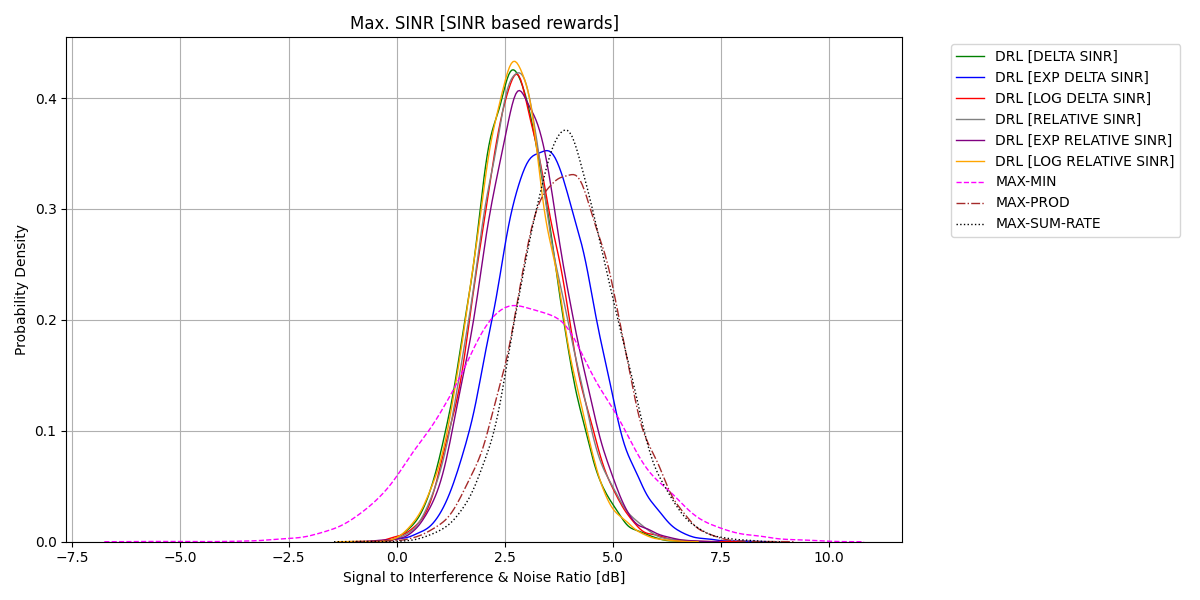 Max. SINR [SINR based rewards]
DRL [DELTA SINR]
DRL [EXP DELTA SINR]
DRL [LOG DELTA SINR]
DRL [RELATIVE SINR]
DRL [EXP RELATIVE SINR]
DRL [LOG RELATIVE SINR]
MAX-MIN
MAX-PROD
MAX-SUM-RATE
Probability Density
0.4
0.3
0.2
0.1
0.0
−7.5 −5.0 −2.5 0.0 2.5 5.0 7.5 10.0
Signal to Interference & Noise Ratio [dB]